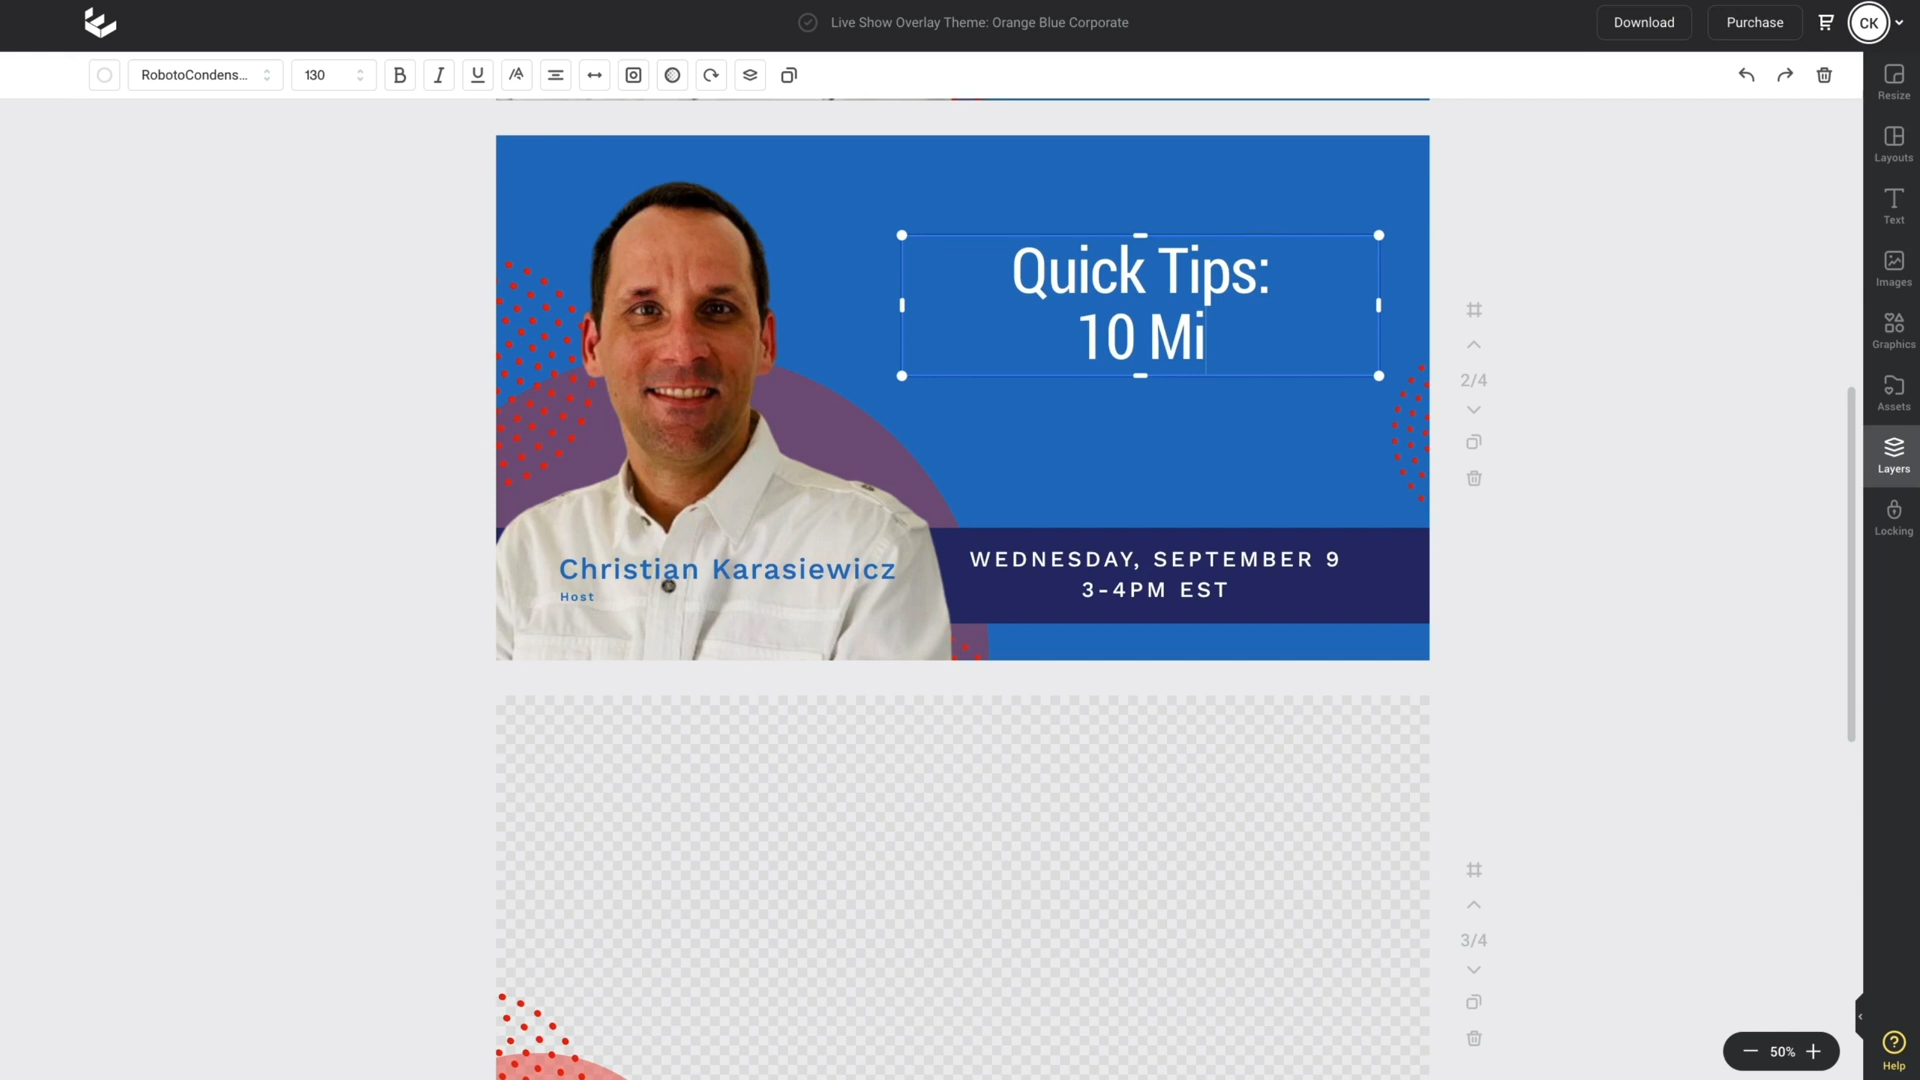 Live Show Overlay Theme: Orange Blue Corporate
Download
Purchase
CK
RobotoCondens...
130
Resize
Layouts
Text
Images
Graphics
Assets
Layers
Locking
Quick Tips:
10 Mi
2/4
Christian Karasiewicz
Host
WEDNESDAY, SEPTEMBER 9
3-4PM EST
3/4
50%
Help